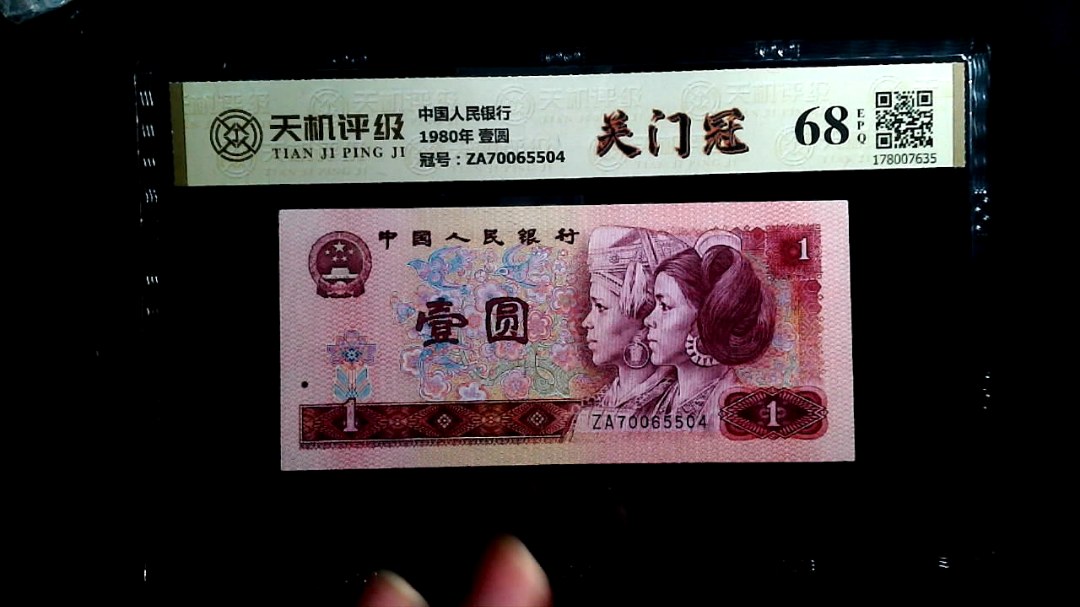 天机评级
TIAN JI PING JI
中国人民银行
1980年 壹圆
冠号：ZA70065504
关门冠
68
EPQ
178007635
中国人民银行
1
壹圆
1
ZA70065504
1